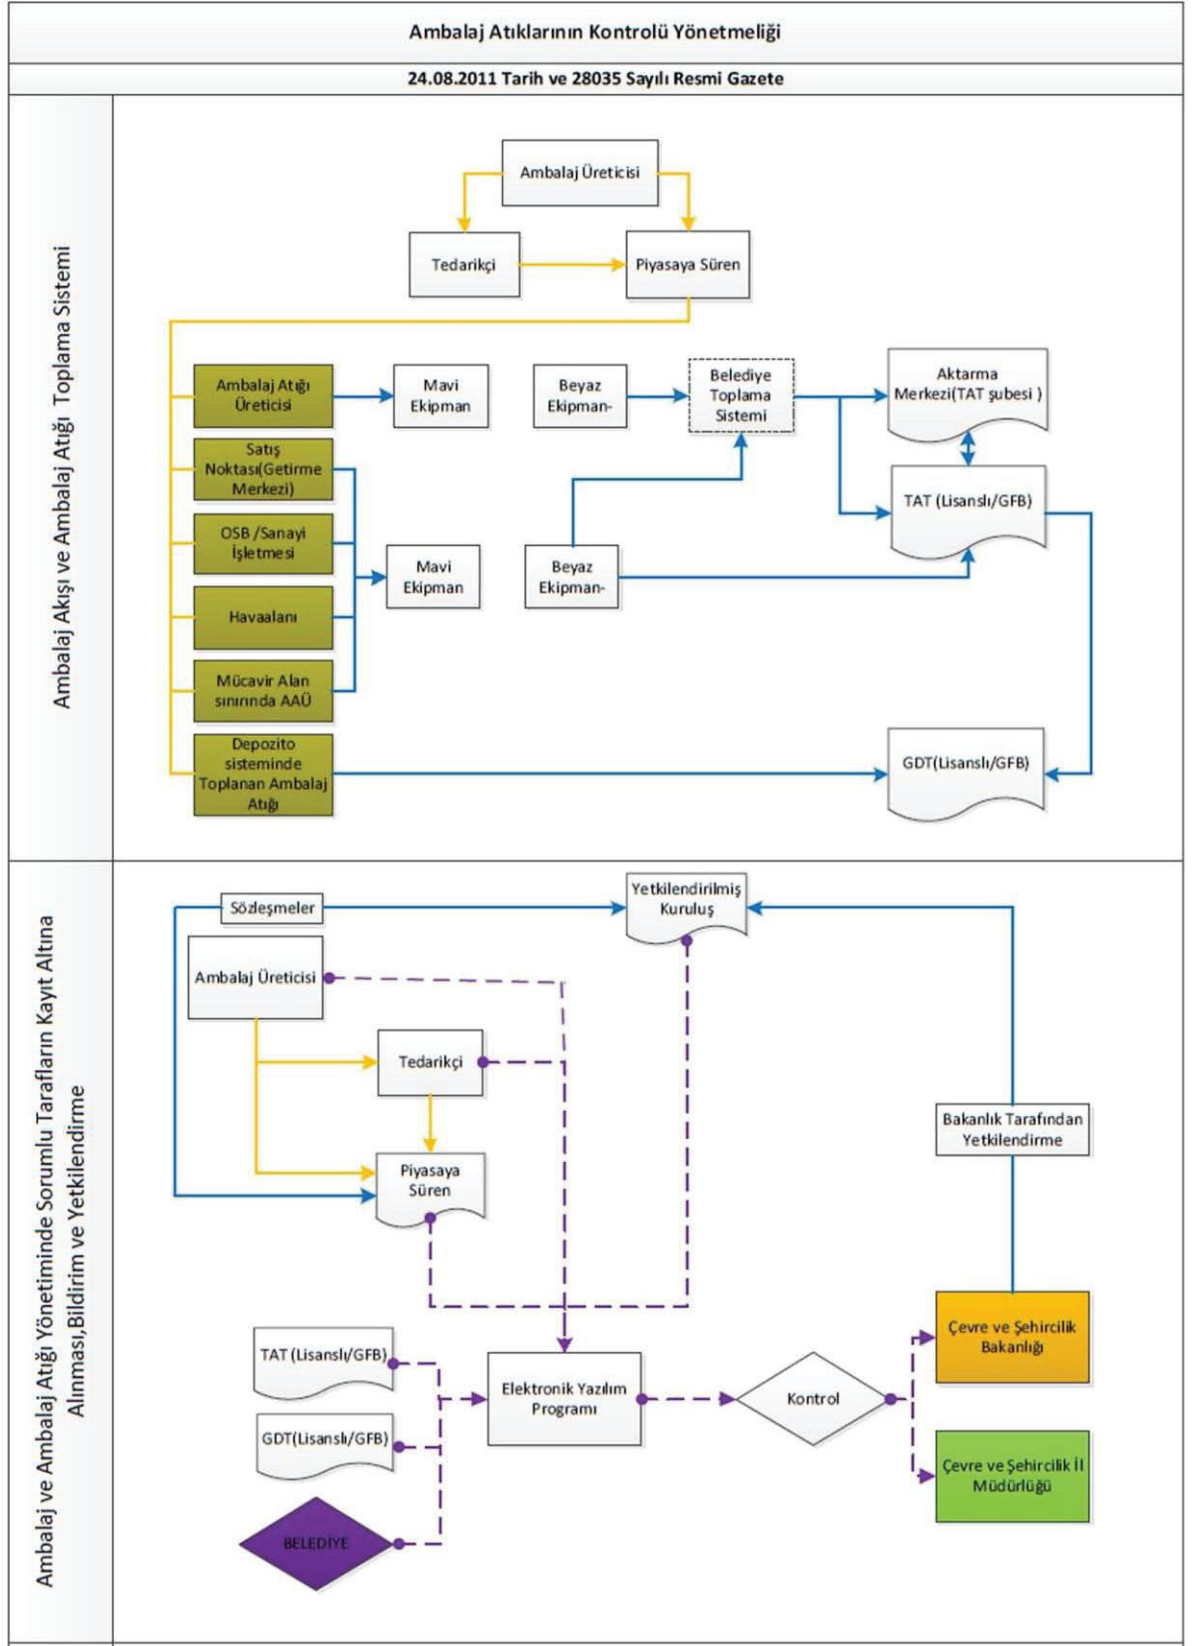 Ambalaj Atıklarının Kontrolü Yönetmeliği
24.08.2011 Tarih ve 28035 Sayılı Resmi Gazete
Ambalaj Akışı ve Ambalaj Atığı Toplama Sistemi
Ambalaj Üreticisi
Tedarikçi
Piyasaya Süren
Ambalaj Atığı
Üreticisi
Mavi
Ekipman
Beyaz
Ekipman-
Belediye
Toplama
Sistemi
Aktarma
Merkezi(TAT şubesi )
Satış
Noktası(Getirme
Merkezi)
TAT (Lisanslı/GFB)
OSB /Sanayi
İşletmesi
Mavi
Ekipman
Beyaz
Ekipman-
Havaalanı
Mücavir Alan
sınırında AAÜ
Depozito
sisteminde
Toplanan Ambalaj
Atığı
GDT(Lisanslı/GFB)
Ambalaj ve Ambalaj Atığı Yönetiminde Sorumlu Tarafların Kayıt Altına
Alınması,Bildirim ve Yetkilendirme
Sözleşmeler
Yetkilendirilmiş
Kuruluş
Ambalaj Üreticisi
Tedarikçi
Bakanlık Tarafından
Yetkilendirme
Piyasaya
Süren
TAT (Lisanslı/GFB)
Elektronik Yazılım
Programı
Kontrol
Çevre ve Şehircilik
Bakanlığı
GDT(Lisanslı/GFB)
Çevre ve Şehircilik İl
Müdürlüğü
BELEDİYE